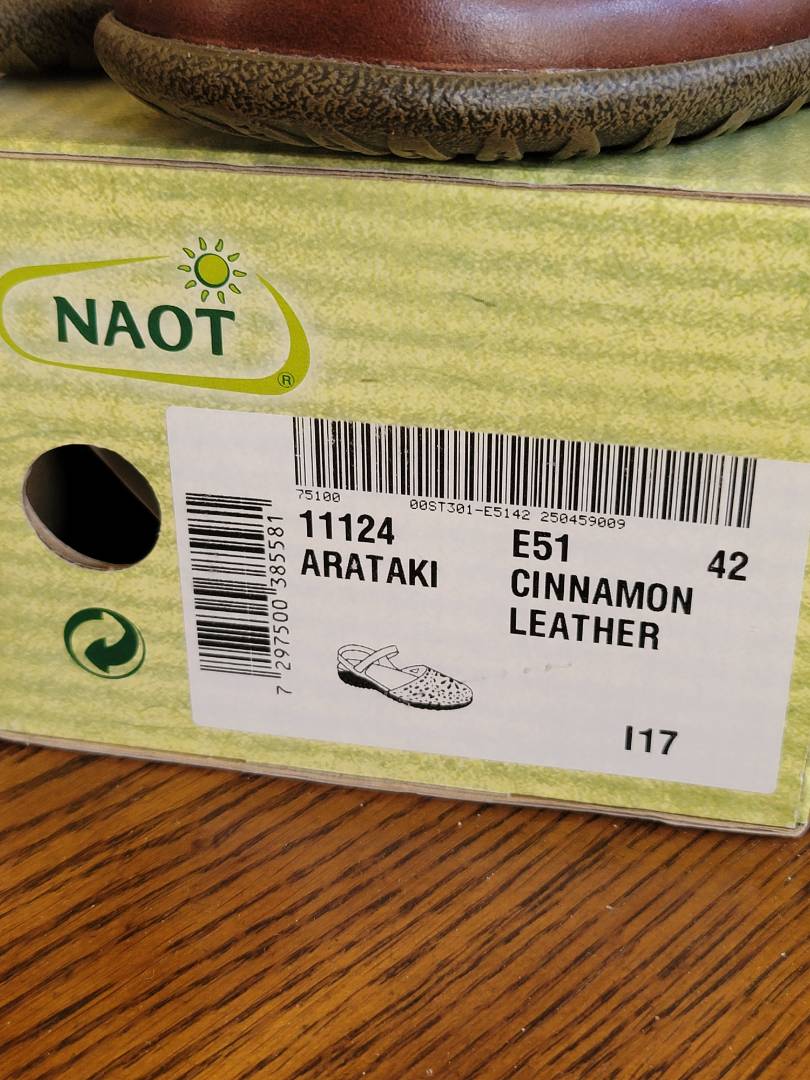 NAOT
®
75100
00ST301-E5142 250459009
11124
ARATAKI
E51
CINNAMON
LEATHER
42
7 297500 385581
I17